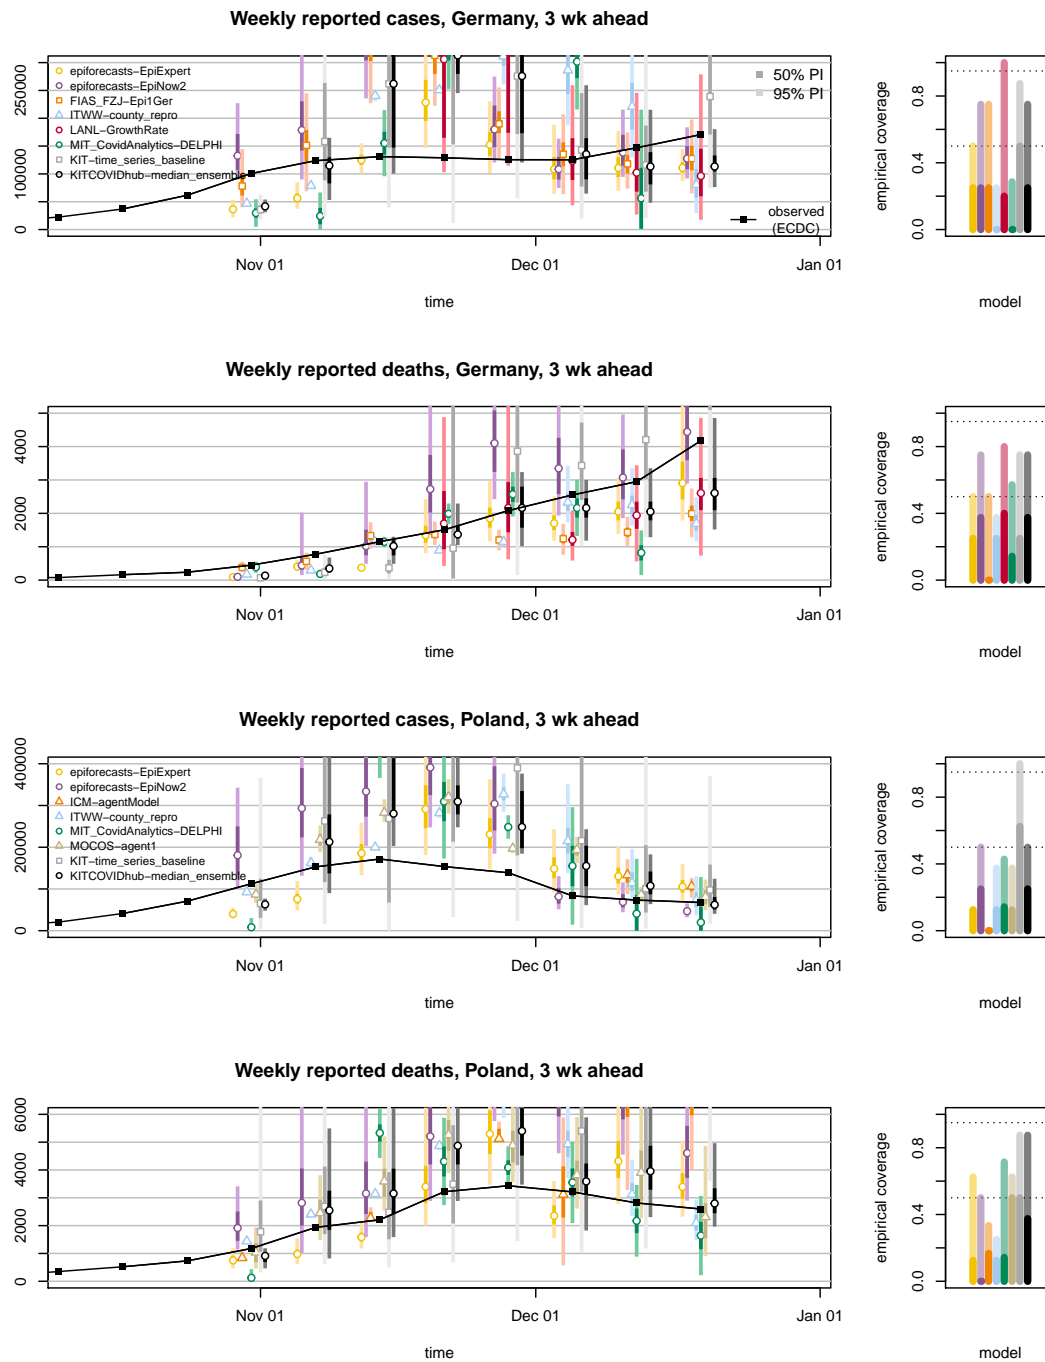 Weekly reported cases, Germany, 3 wk ahead
0
100000
250000
epiforecasts−EpiExpert
epiforecasts−EpiNow2
FIAS_FZJ−Epi1Ger
ITWW−county_repro
LANL−GrowthRate
MIT_CovidAnalytics−DELPHI
KIT−time_series_baseline
KITCOVIDhub−median_ensemble
50% PI
95% PI
observed
(ECDC)
Nov 01
Dec 01
Jan 01
time
empirical coverage
0.0
0.4
0.8
model
Weekly reported deaths, Germany, 3 wk ahead
0
2000
4000
Nov 01
Dec 01
Jan 01
time
empirical coverage
0.0
0.4
0.8
model
Weekly reported cases, Poland, 3 wk ahead
0
200000
400000
epiforecasts−EpiExpert
epiforecasts−EpiNow2
ICM−agentModel
ITWW−county_repro
MIT_CovidAnalytics−DELPHI
MOCOS−agent1
KIT−time_series_baseline
KITCOVIDhub−median_ensemble
Nov 01
Dec 01
Jan 01
time
empirical coverage
0.0
0.4
0.8
model
Weekly reported deaths, Poland, 3 wk ahead
0
2000
4000
6000
Nov 01
Dec 01
Jan 01
time
empirical coverage
0.0
0.4
0.8
model